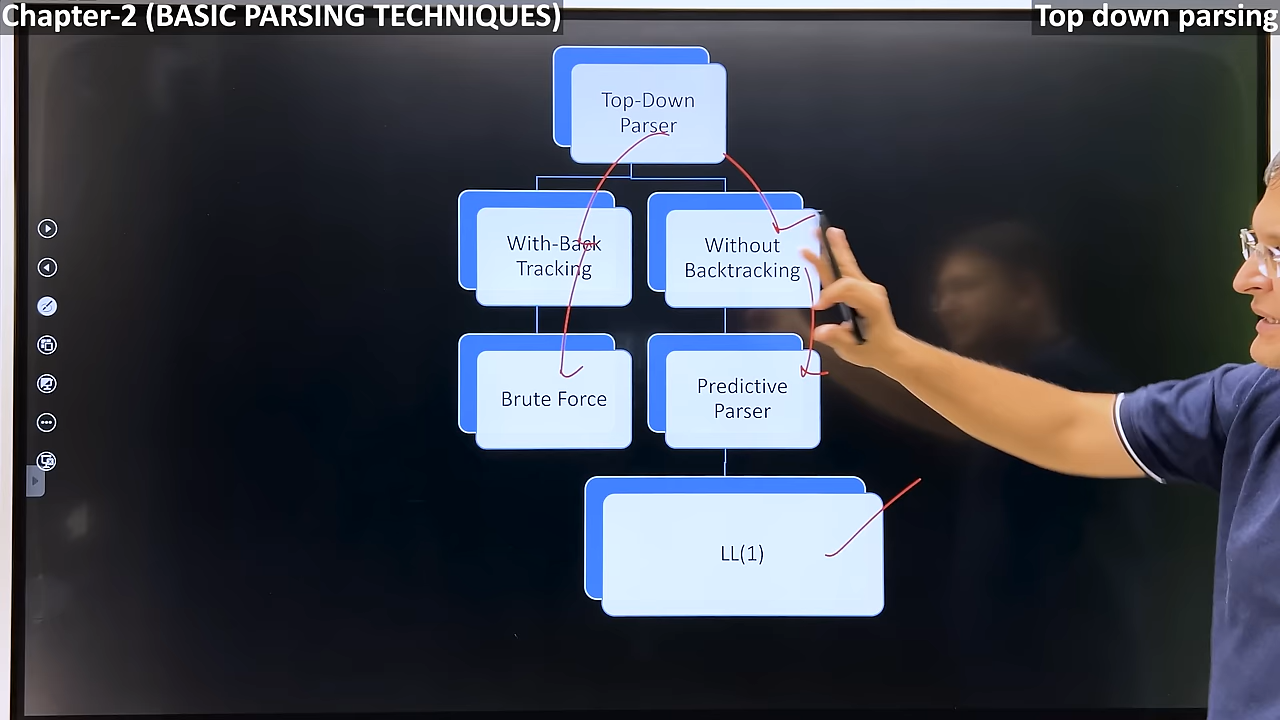 Chapter-2 (BASIC PARSING TECHNIQUES)
Top down parsing
Top-Down
Parser
With-Back
Tracking
Without
Backtracking
Brute Force
Predictive
Parser
LL(1)